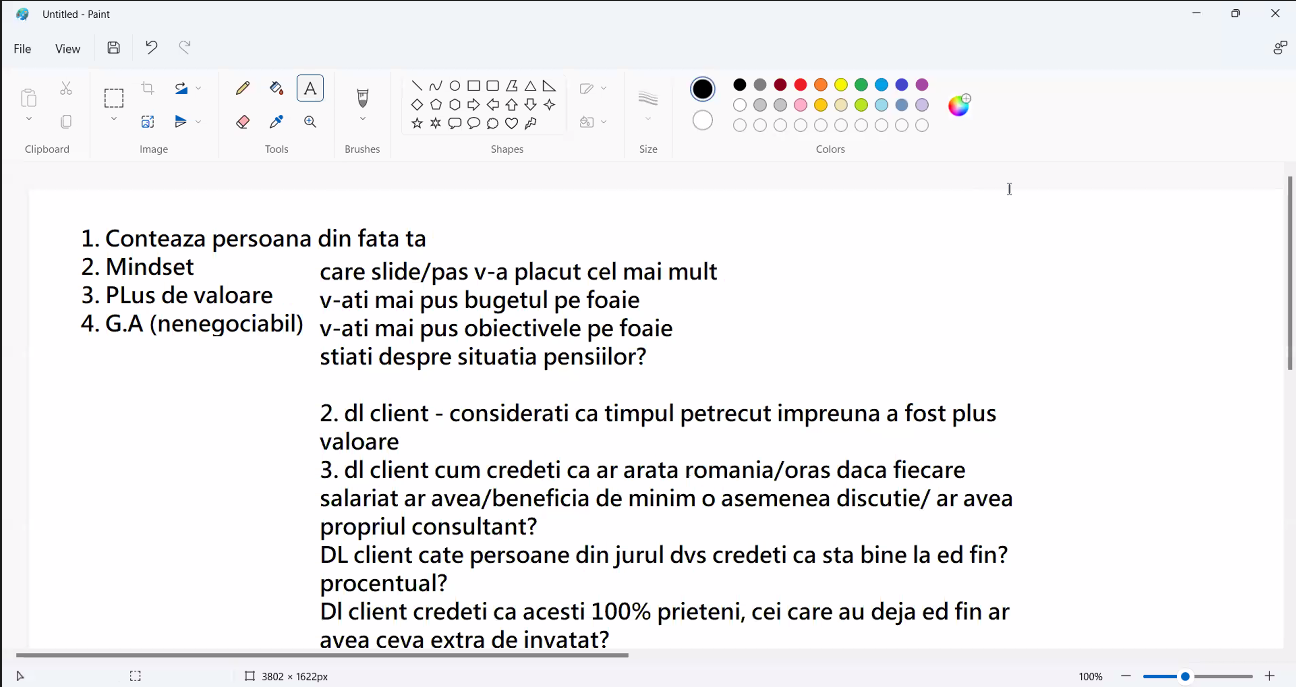 Untitled - Paint
File
View
Clipboard
Image
Tools
Brushes
Shapes
Size
Colors
1. Conteaza persoana din fata ta
2. Mindset
3. PLus de valoare
4. G.A (nenegociabil)
care slide/pas v-a placut cel mai mult
v-ati mai pus bugetul pe foaie
v-ati mai pus obiectivele pe foaie
stiati despre situatia pensiilor?
2. dl client - considerati ca timpul petrecut impreuna a fost plus
valoare
3. dl client cum credeti ca ar arata romania/oras daca fiecare
salariat ar avea/beneficia de minim o asemenea discutie/ ar avea
propriul consultant?
DL client cate persoane din jurul dvs credeti ca sta bine la ed fin?
procentual?
Dl client credeti ca acesti 100% prieteni, cei care au deja ed fin ar
avea ceva extra de invatat?
3802 × 1622px
100%